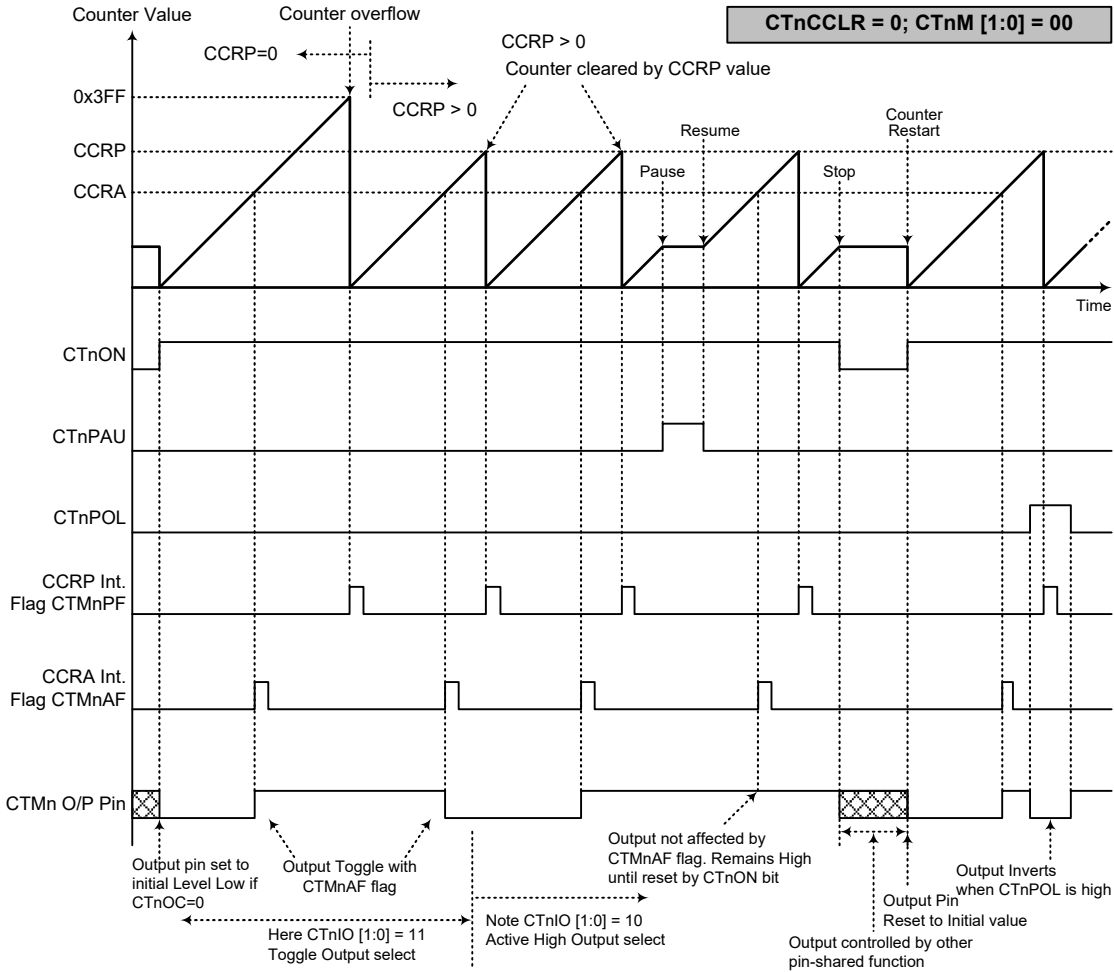 Counter Value
Counter overflow
CTnCCLR = 0; CTnM [1:0] = 00
CCRP=0
CCRP > 0
CCRP > 0
Counter cleared by CCRP value
0x3FF
CCRP
CCRA
Pause
Resume
Stop
Counter
Restart
Time
CTnON
CTnPAU
CTnPOL
CCRP Int.
Flag CTMnPF
CCRA Int.
Flag CTMnAF
CTMn O/P Pin
Output pin set to
initial Level Low if
CTnOC=0
Output Toggle with
CTMnAF flag
Here CTnIO [1:0] = 11
Toggle Output select
Note CTnIO [1:0] = 10
Active High Output select
Output not affected by
CTMnAF flag. Remains High
until reset by CTnON bit
Output controlled by other
pin-shared function
Output Pin
Reset to Initial value
Output Inverts
when CTnPOL is high